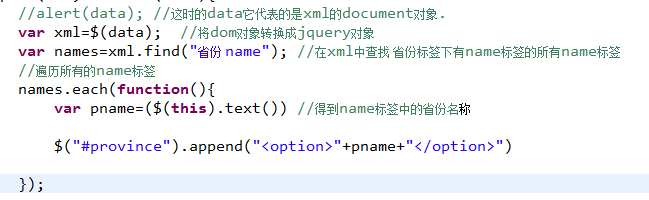 //alert(data); //这时的data它代表的是xml的document对象.
var xml=$(data);  //将dom对象转换成jquery对象
var names=xml.find("省份 name"); //在xml中查找 省份标签下有name标签的所有name标签
//遍历所有的name标签
names.each(function(){
var pname=($(this).text()) //得到name标签中的省份名称
$("#province").append("<option>"+pname+"</option>")
});